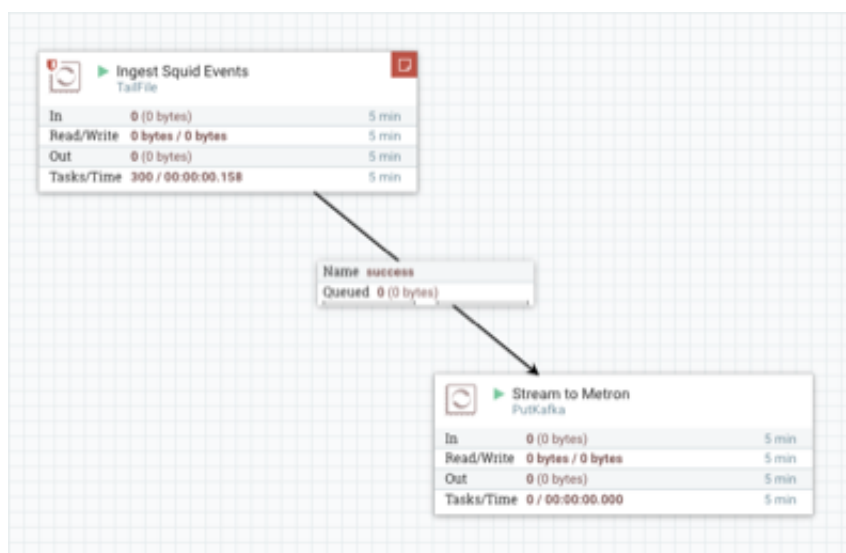 Ingest Squid Events
TailFile
In 0 (0 bytes) 5 min
Read/Write 0 bytes / 0 bytes 5 min
Out 0 (0 bytes) 5 min
Tasks/Time 300 / 00:00:00.158 5 min
Name success
Queued 0 (0 bytes)
Stream to Metron
PutKafka
In 0 (0 bytes) 5 min
Read/Write 0 bytes / 0 bytes 5 min
Out 0 (0 bytes) 5 min
Tasks/Time 0 / 00:00:00.000 5 min